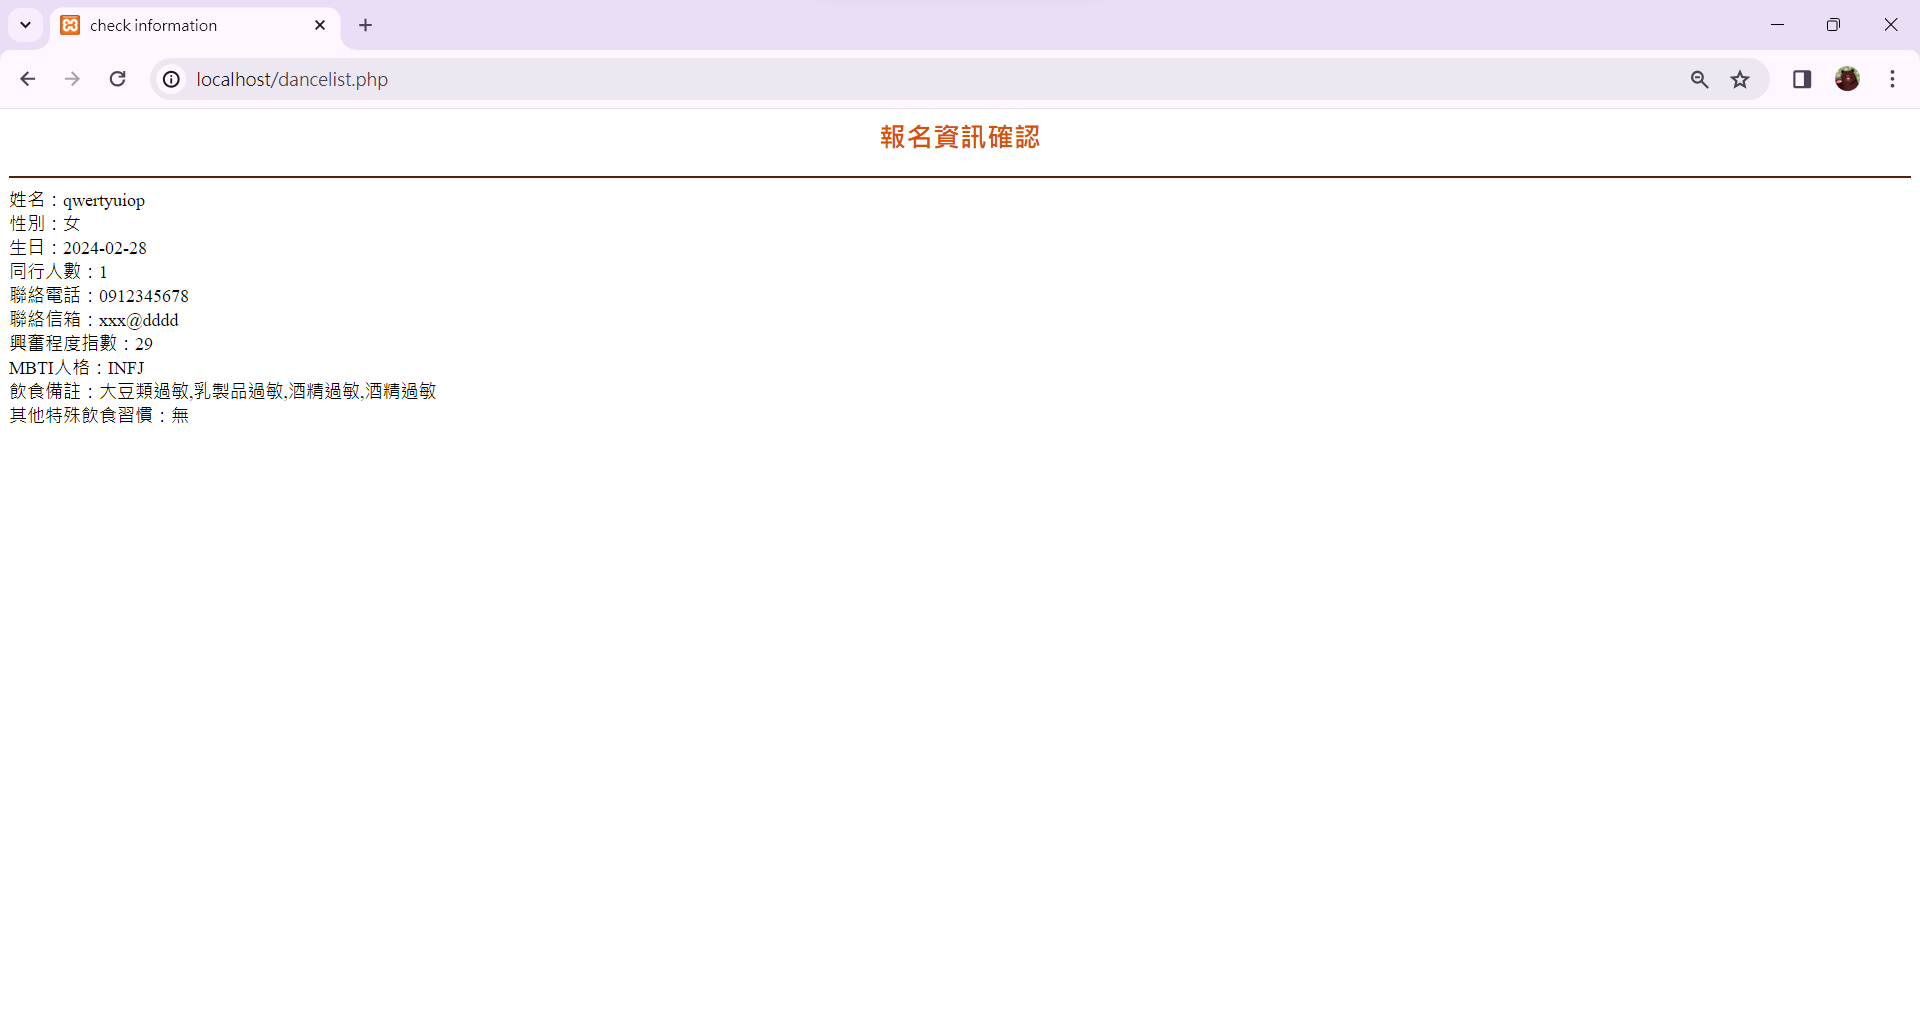 check information
localhost/dancelist.php
報名資訊確認
姓名：qwertyuiop
性別：女
生日：2024-02-28
同行人數：1
聯絡電話：0912345678
聯絡信箱：xxx@dddd
興奮程度指數：29
MBTI人格：INFJ
飲食備註：大豆類過敏,乳製品過敏,酒精過敏,酒精過敏
其他特殊飲食習慣：無